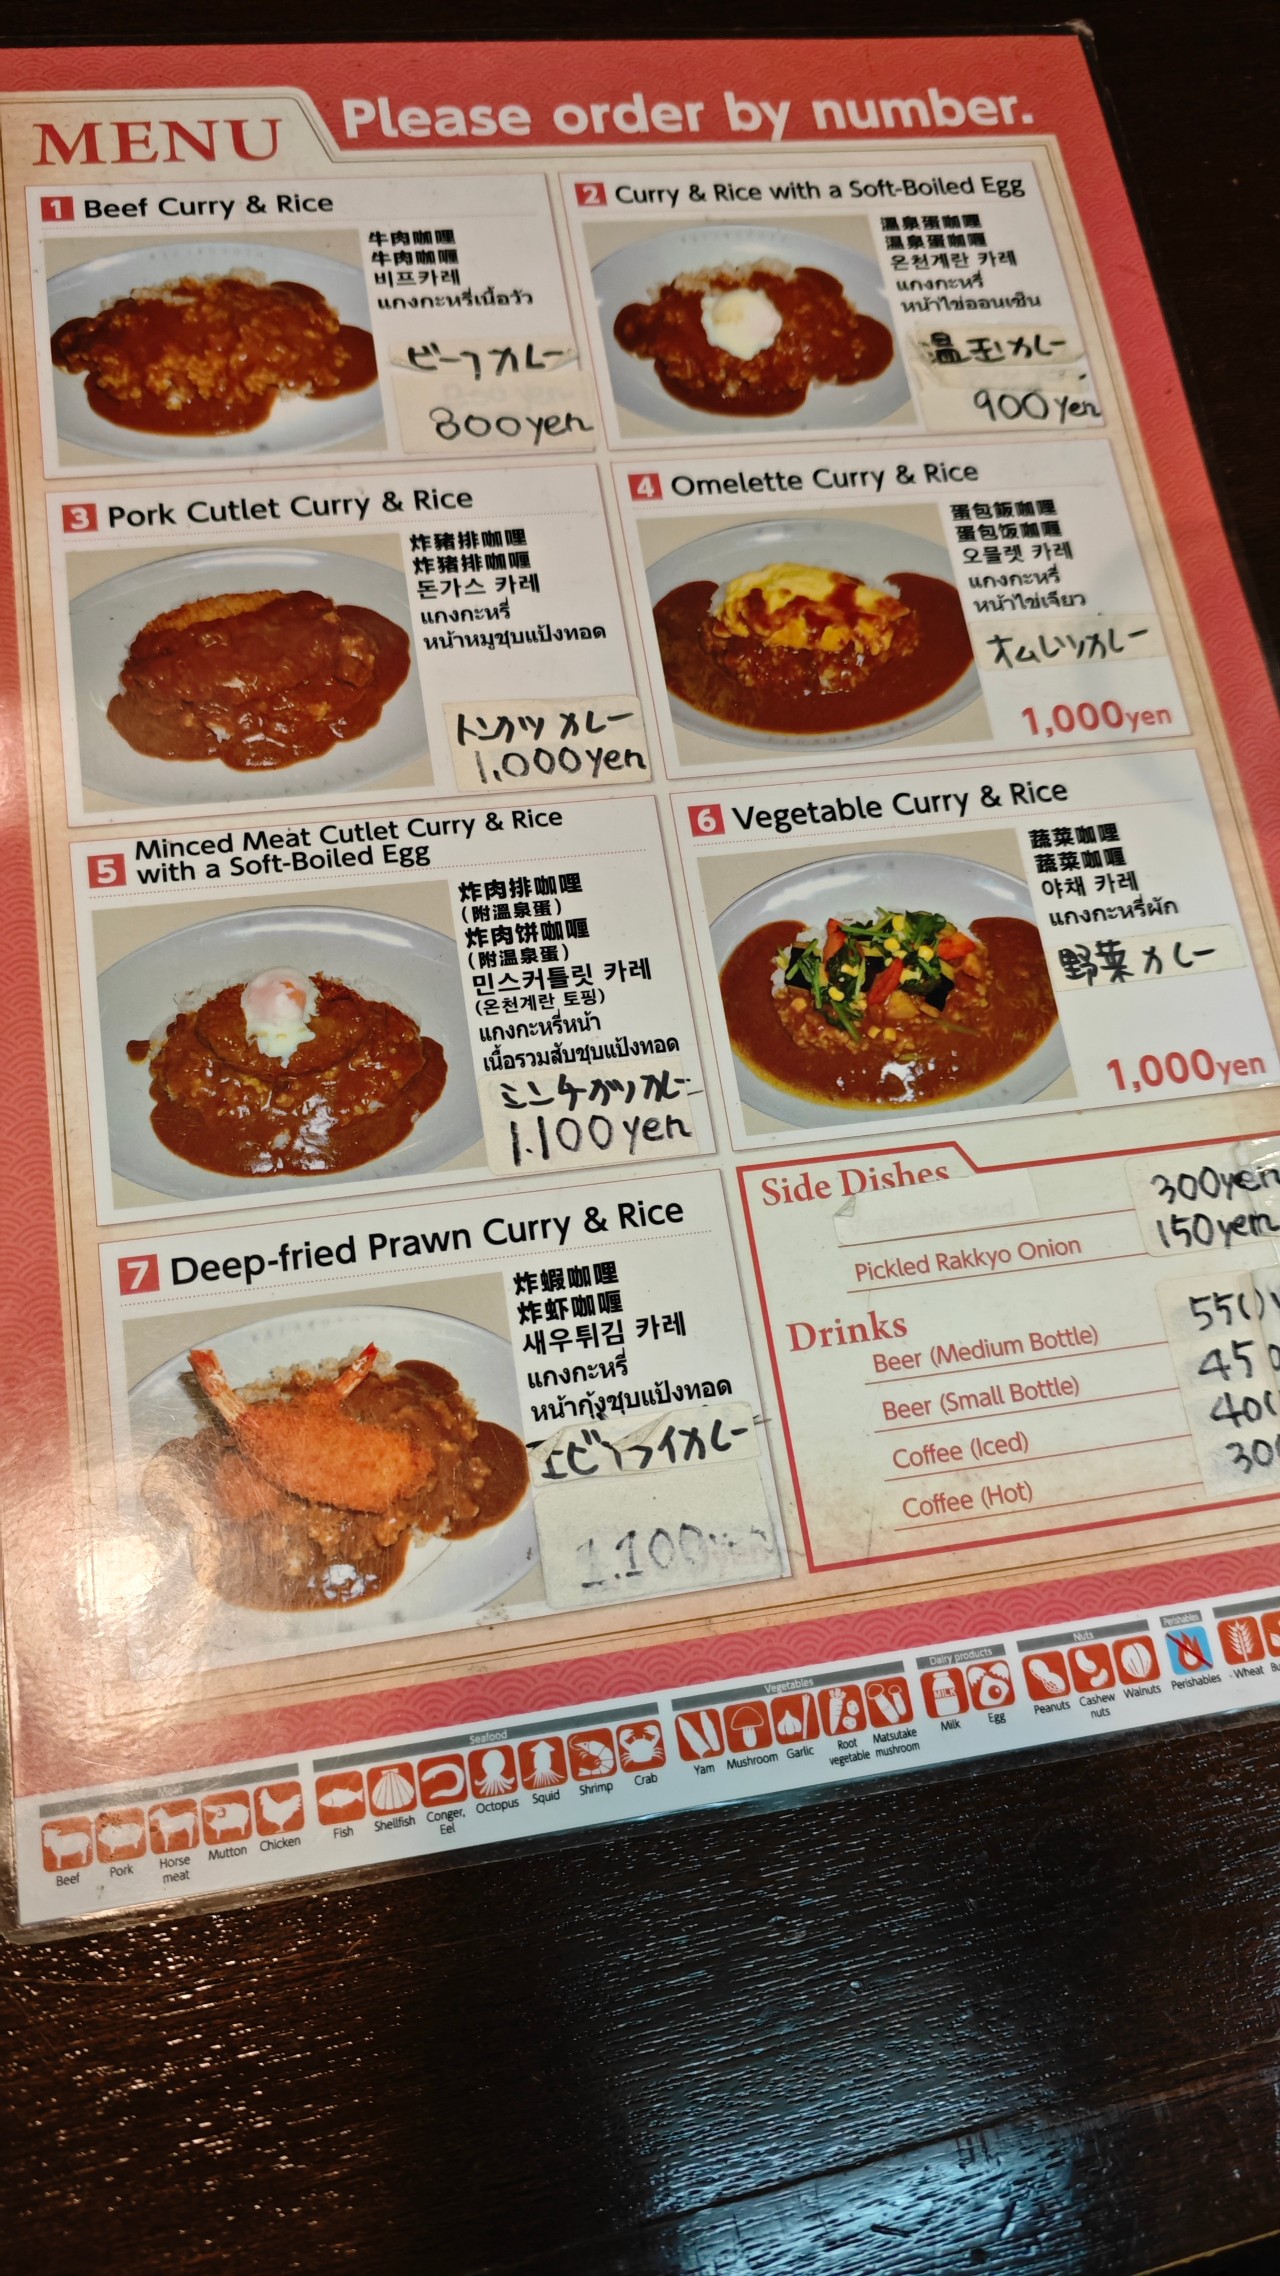 MENU
Please order by number.
1 Beef Curry & Rice
牛肉咖哩
牛肉咖喱
비프카레
แกงกะหรี่เนื้อวัว
ビーフカレー
800yen
2 Curry & Rice with a Soft-Boiled Egg
溫泉蛋咖哩
温泉蛋咖喱
온천계란 카레
แกงกะหรี่
หน้าไข่ออนเซ็น
温玉カレー
900yen
3 Pork Cutlet Curry & Rice
炸豬排咖哩
炸猪排咖喱
돈가스 카레
แกงกะหรี่
หน้าหมูชุบแป้งทอด
トンカツカレー
1,000yen
4 Omelette Curry & Rice
蛋包飯咖哩
蛋包饭咖喱
오믈렛 카레
แกงกะหรี่
หน้าไข่เจียว
オムレツカレー
1,000yen
5 Minced Meat Cutlet Curry & Rice
with a Soft-Boiled Egg
炸肉排咖哩
(附溫泉蛋)
炸肉饼咖喱
(附温泉蛋)
민스커틀릿 카레
(온천계란 토핑)
แกงกะหรี่หน้า
เนื้อรวมสับชุบแป้งทอด
ミンチカツカレー
1.100yen
6 Vegetable Curry & Rice
蔬菜咖哩
蔬菜咖喱
야채 카레
แกงกะหรี่ผัก
野菜カレー
1,000yen
7 Deep-fried Prawn Curry & Rice
炸蝦咖哩
炸虾咖喱
새우튀김 카레
แกงกะหรี่
หน้ากุ้งชุบแป้งทอด
エビフライカレー
1.100
Side Dishes
300yen
Pickled Rakkyo Onion 150yen
Drinks
Beer (Medium Bottle)
Beer (Small Bottle)
Coffee (Iced)
Coffee (Hot)
Seafood
Vegetables
Dairy products
Nuts
Perishables
Beef
Pork
Horse
meat
Mutton
Chicken
Fish
Shellfish
Conger,
Eel
Octopus
Squid
Shrimp
Crab
Yam
Mushroom
Garlic
Root
vegetable
Matsutake
mushroom
Milk
Egg
Peanuts
Cashew
nuts
Walnuts
Perishables
Wheat